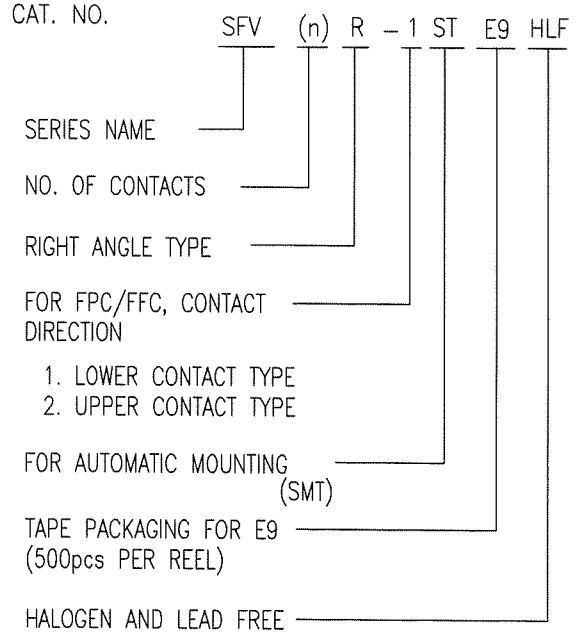 CAT. NO.
SFV (n) R - 1 ST E9 HLF
SERIES NAME
NO. OF CONTACTS
RIGHT ANGLE TYPE
FOR FPC/FFC, CONTACT
DIRECTION
1. LOWER CONTACT TYPE
2. UPPER CONTACT TYPE
FOR AUTOMATIC MOUNTING
(SMT)
TAPE PACKAGING FOR E9
(500pcs PER REEL)
HALOGEN AND LEAD FREE